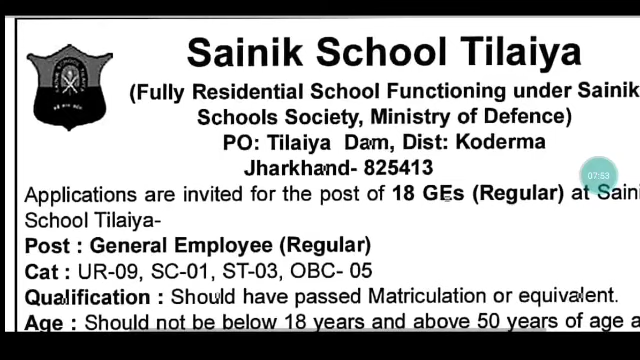 Sainik School Tilaiya
(Fully Residential School Functioning under Sainik
Schools Society, Ministry of Defence)
PO: Tilaiya Dam, Dist: Koderma
Jharkhand- 825413
07:53
Applications are invited for the post of 18 GEs (Regular) at Saini
School Tilaiya-
Post : General Employee (Regular)
Cat : UR-09, SC-01, ST-03, OBC- 05
Qualification : Should have passed Matriculation or equivalent.
Age : Should not be below 18 years and above 50 years of age a